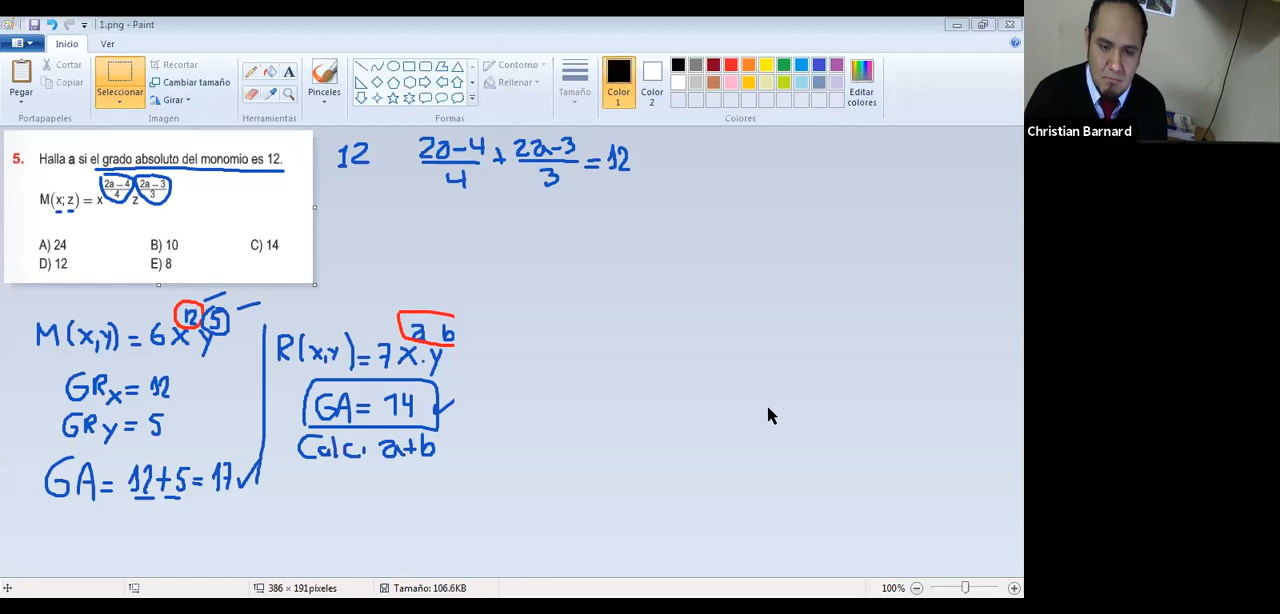 1.png - Paint
Inicio Ver
Pegar
Cortar
Copiar
Portapapeles
Seleccionar
Recortar
Cambiar tamaño
Girar
Imagen
A
Herramientas
Pinceles
Contorno
Rellenar
Formas
Tamaño
Color 1
Color 2
Editar colores
Colores
Christian Barnard
5. Halla a si el grado absoluto del monomio es 12.
M(x; z) = x^((2a – 4)/4) z^((2a – 3)/3)
A) 24 B) 10 C) 14
D) 12 E) 8
12 (2a-4)/4 + (2a-3)/3 = 12
M(x,y) = 6x^12 y^5
GRx = 12
GRy = 5
GA = 12+5 = 17
R(x,y) = 7x^a . y^b
GA = 14
Calc. a+b
386 × 191píxeles
Tamaño: 106.6KB
100%